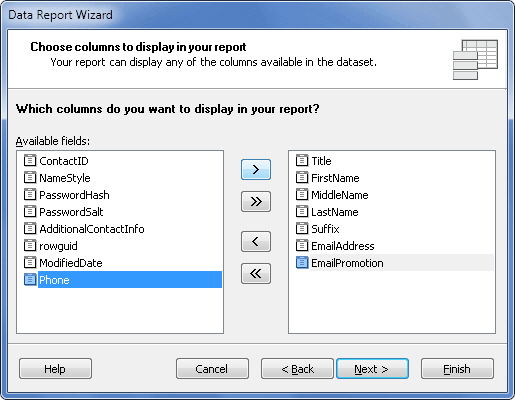 Data Report Wizard
Choose columns to display in your report
Your report can display any of the columns available in the dataset.
Which columns do you want to display in your report?
Available fields:
ContactID
NameStyle
PasswordHash
PasswordSalt
AdditionalContactInfo
rowguid
ModifiedDate
Phone
>
>>
<
<<
Title
FirstName
MiddleName
LastName
Suffix
EmailAddress
EmailPromotion
Help
Cancel
< Back
Next >
Finish